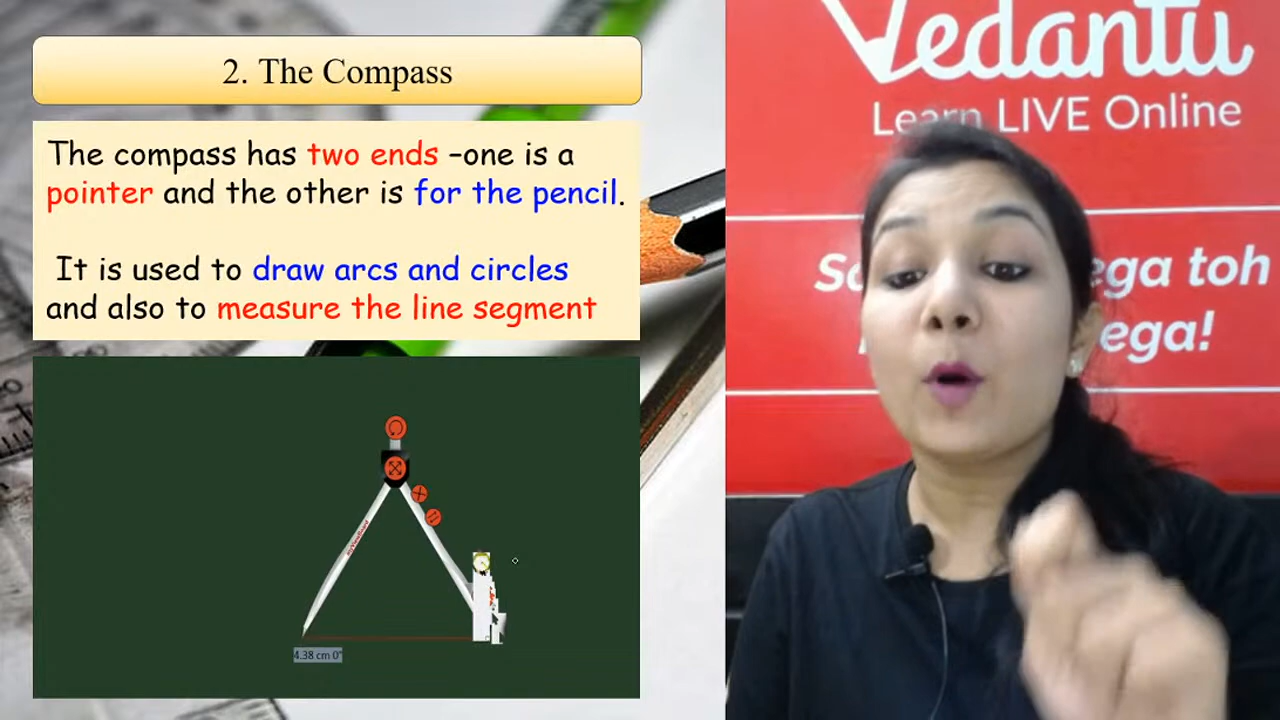 2. The Compass
The compass has two ends –one is a
pointer and the other is for the pencil.
It is used to draw arcs and circles
and also to measure the line segment
4.38 cm 0°
Vedantu
Learn LIVE Online
ega toh
ega!